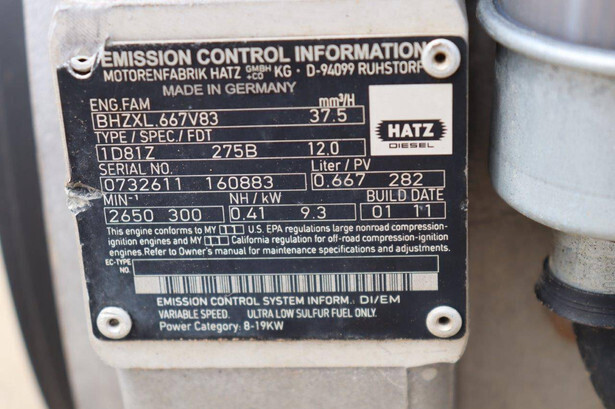 EMISSION CONTROL INFORMATION
MOTORENFABRIK HATZ GMBH +CO KG · D-94099 RUHSTORF
MADE IN GERMANY
ENG.FAM mm³/H
BHZXL.667V83 37.5
TYPE / SPEC / FDT
1D81Z 275B 12.0
HATZ
DIESEL
SERIAL NO. Liter / PV
0732611 160883 0.667 282
MIN-¹ NH / kW BUILD DATE
2650 300 0.41 9.3 01 11
This engine conforms to MY 11 U.S. EPA regulations large nonroad compression-
ignition engines and MY 11 California regulation for off-road compression-ignition
engines. Refer to Owner's manual for maintenance specifications and adjustments.
EC-TYPE
NO.
EMISSION CONTROL SYSTEM INFORM. DI/EM
VARIABLE SPEED. ULTRA LOW SULFUR FUEL ONLY.
Power Category: 8-19KW